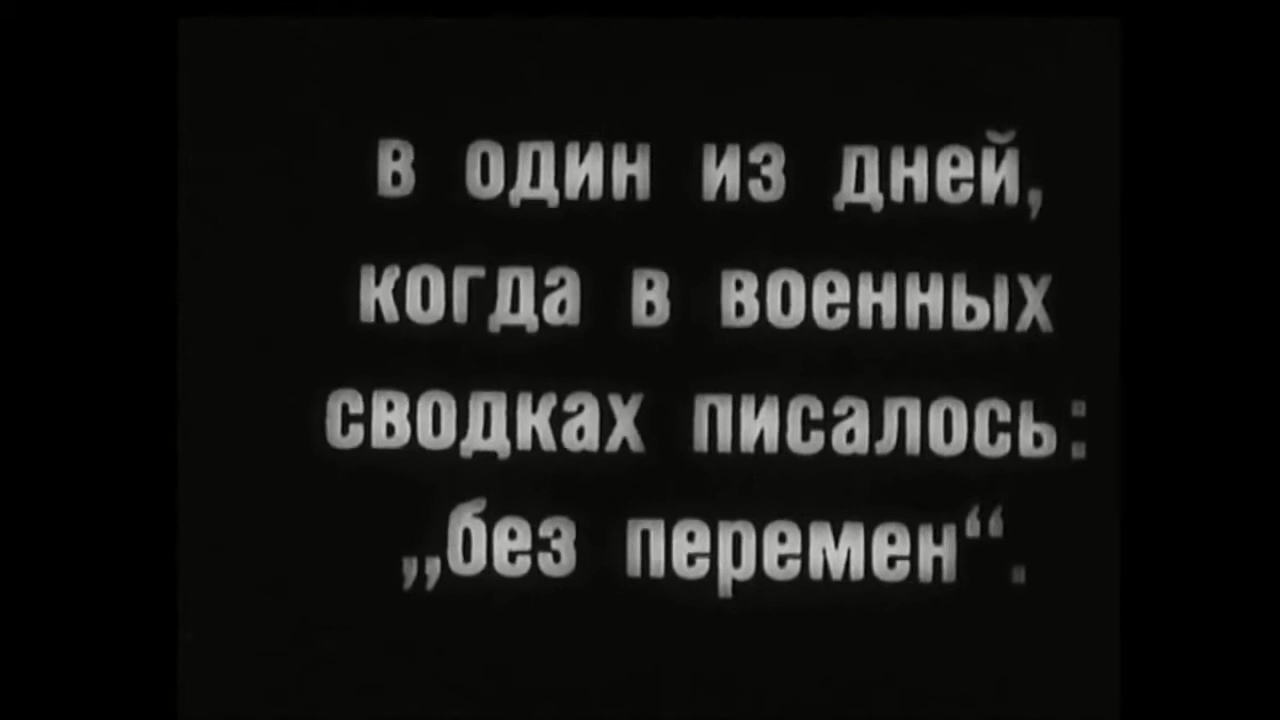 в один из дней,
когда в военных
сводках писалось:
„без перемен“.